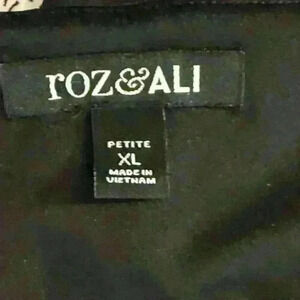 roz&ALI
PETITE
XL
MADE IN
VIETNAM